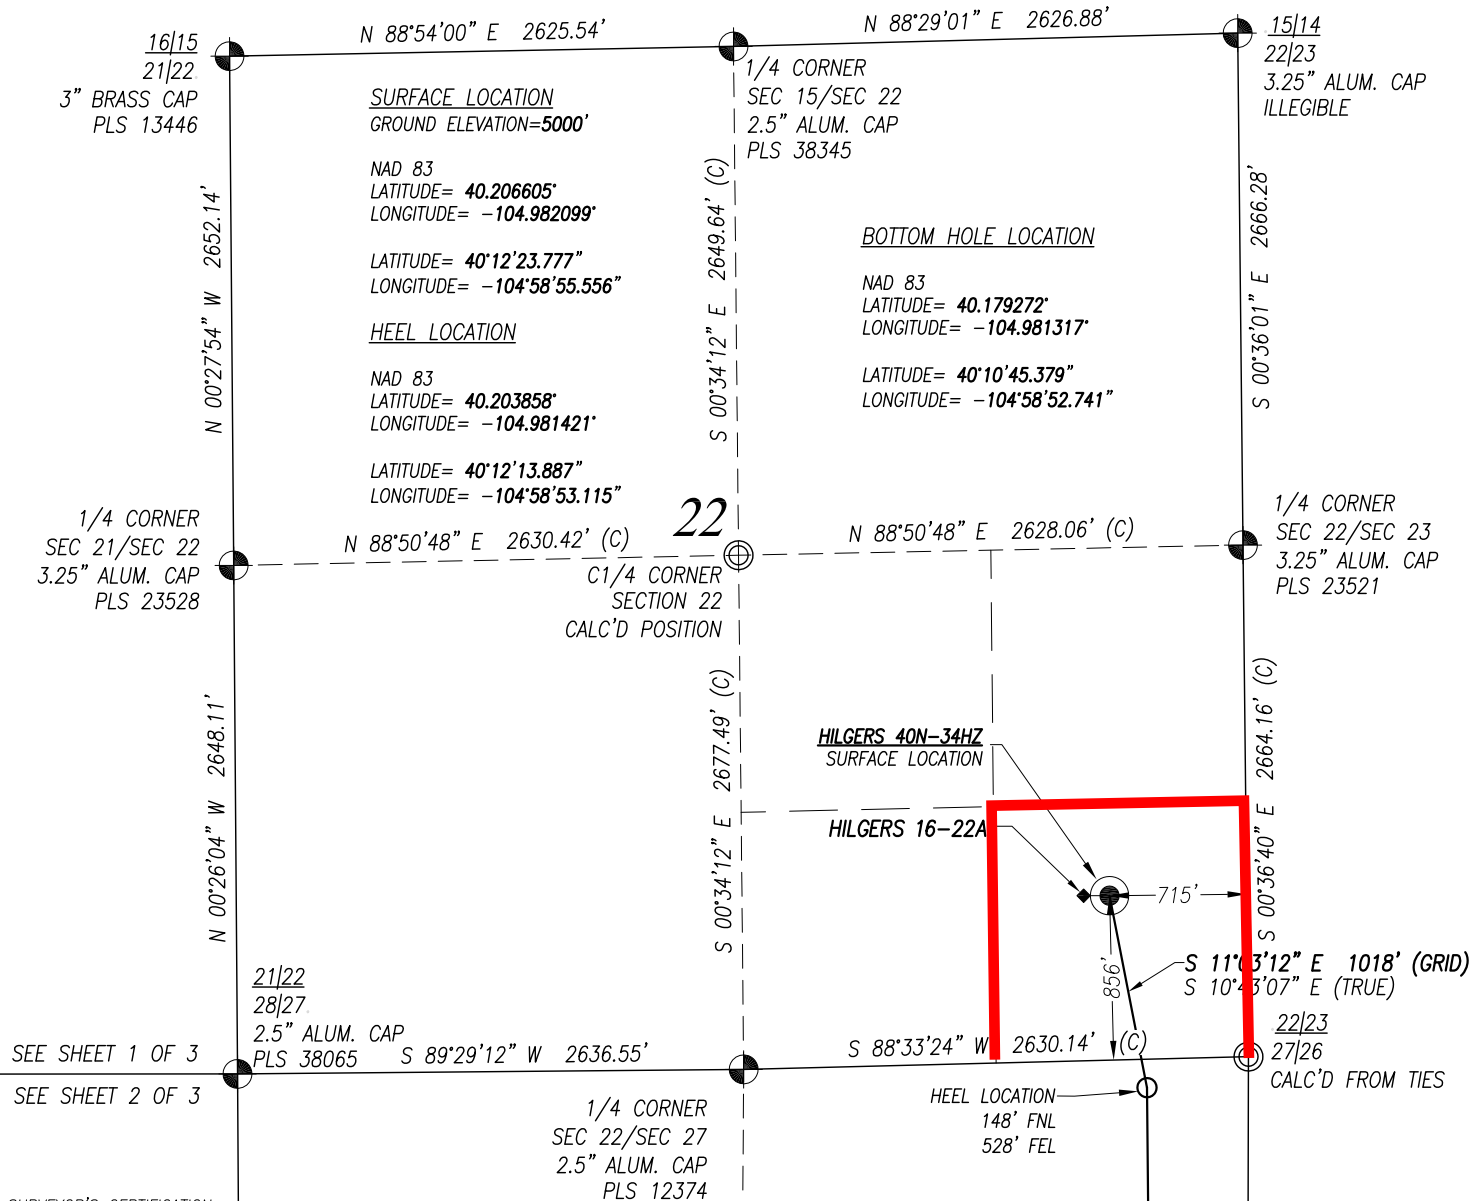 N 88°54'00" E 2625.54'
N 88°29'01" E 2626.88'
16|15
21|22
3" BRASS CAP
PLS 13446
1/4 CORNER
SEC 15/SEC 22
2.5" ALUM. CAP
PLS 38345
15|14
22|23
3.25" ALUM. CAP
ILLEGIBLE
SURFACE LOCATION
GROUND ELEVATION=5000'
NAD 83
LATITUDE= 40.206605°
LONGITUDE= -104.982099°
LATITUDE= 40°12'23.777"
LONGITUDE= -104°58'55.556"
HEEL LOCATION
NAD 83
LATITUDE= 40.203858°
LONGITUDE= -104.981421°
LATITUDE= 40°12'13.887"
LONGITUDE= -104°58'53.115"
BOTTOM HOLE LOCATION
NAD 83
LATITUDE= 40.179272°
LONGITUDE= -104.981317°
LATITUDE= 40°10'45.379"
LONGITUDE= -104°58'52.741"
N 00°27'54" W 2652.14'
S 00°34'12" E 2649.64' (C)
S 00°36'01" E 2666.28'
22
1/4 CORNER
SEC 21/SEC 22
3.25" ALUM. CAP
PLS 23528
N 88°50'48" E 2630.42' (C)
N 88°50'48" E 2628.06' (C)
C1/4 CORNER
SECTION 22
CALC'D POSITION
1/4 CORNER
SEC 22/SEC 23
3.25" ALUM. CAP
PLS 23521
N 00°26'04" W 2648.11'
S 00°34'12" E 2677.49' (C)
S 00°36'40" E 2664.16' (C)
HILGERS 40N-34HZ
SURFACE LOCATION
HILGERS 16-22A
715'
856'
S 11°03'12" E 1018' (GRID)
S 10°43'07" E (TRUE)
21|22
28|27
2.5" ALUM. CAP
PLS 38065
S 89°29'12" W 2636.55'
S 88°33'24" W 2630.14' (C)
22|23
27|26
CALC'D FROM TIES
SEE SHEET 1 OF 3
SEE SHEET 2 OF 3
HEEL LOCATION
148' FNL
528' FEL
1/4 CORNER
SEC 22/SEC 27
2.5" ALUM. CAP
PLS 12374